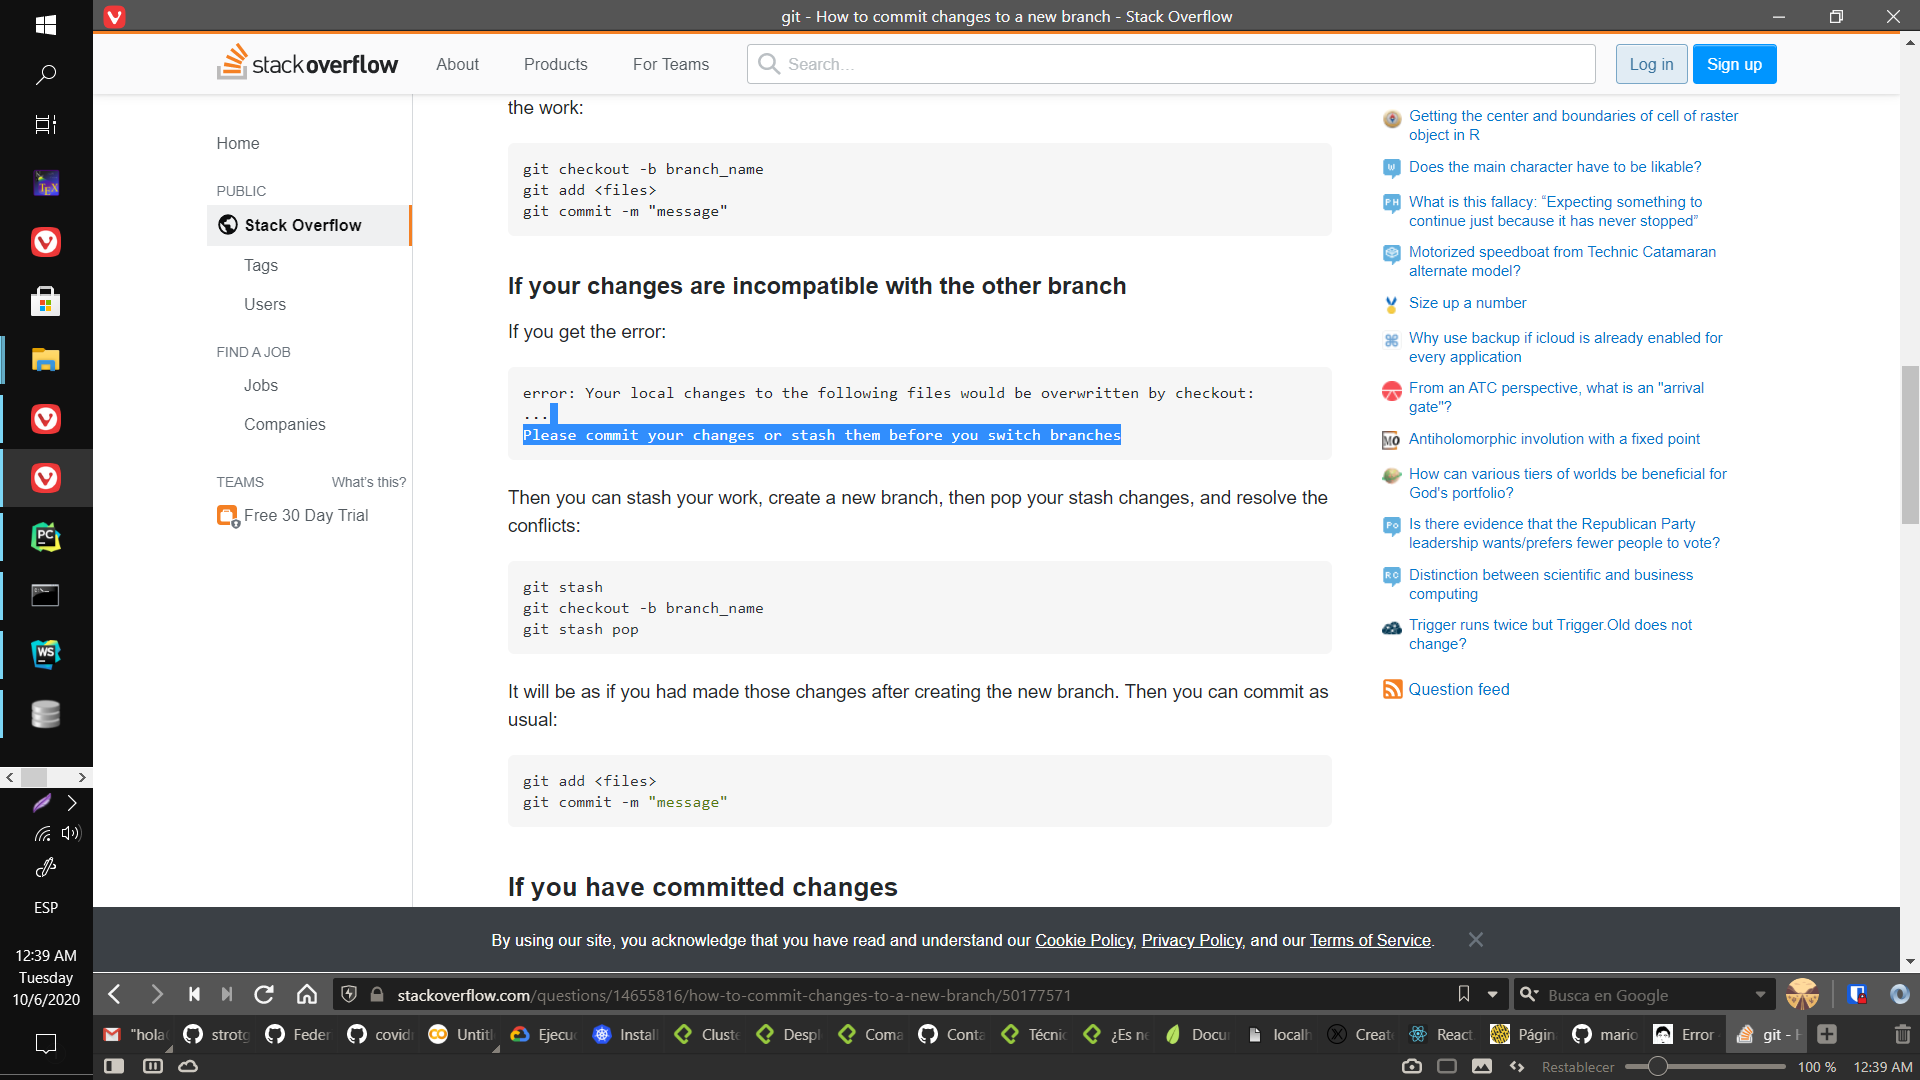 git - How to commit changes to a new branch - Stack Overflow
stackoverflow
About
Products
For Teams
Search...
Log in
Sign up
Home
PUBLIC
Stack Overflow
Tags
Users
FIND A JOB
Jobs
Companies
TEAMS
What's this?
Free 30 Day Trial
the work:
git checkout -b branch_name
git add <files>
git commit -m "message"
If your changes are incompatible with the other branch
If you get the error:
error: Your local changes to the following files would be overwritten by checkout:
...
Please commit your changes or stash them before you switch branches
Then you can stash your work, create a new branch, then pop your stash changes, and resolve the
conflicts:
git stash
git checkout -b branch_name
git stash pop
It will be as if you had made those changes after creating the new branch. Then you can commit as
usual:
git add <files>
git commit -m "message"
If you have committed changes
Getting the center and boundaries of cell of raster
object in R
Does the main character have to be likable?
What is this fallacy: “Expecting something to
continue just because it has never stopped”
Motorized speedboat from Technic Catamaran
alternate model?
Size up a number
Why use backup if icloud is already enabled for
every application
From an ATC perspective, what is an "arrival
gate"?
Antiholomorphic involution with a fixed point
How can various tiers of worlds be beneficial for
God's portfolio?
Is there evidence that the Republican Party
leadership wants/prefers fewer people to vote?
Distinction between scientific and business
computing
Trigger runs twice but Trigger.Old does not
change?
Question feed
By using our site, you acknowledge that you have read and understand our Cookie Policy, Privacy Policy, and our Terms of Service.
stackoverflow.com/questions/14655816/how-to-commit-changes-to-a-new-branch/50177571
Busca en Google
"hola
strotg
Feder
covid
Untitl
Ejecu
Install
Cluste
Despl
Coma
Conta
Técnic
¿Es ne
Docu
localh
Creat
React
Págin
mario
Error
git - H
Restablecer
100 %
12:39 AM
ESP
12:39 AM
Tuesday
10/6/2020